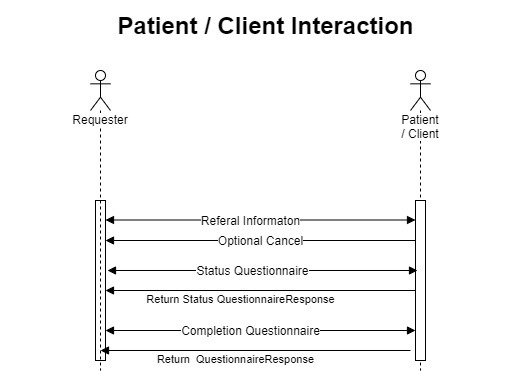 Patient / Client Interaction
Requester
Patient
/ Client
Referal Informaton
Optional Cancel
Status Questionnaire
Return Status QuestionnaireResponse
Completion Questionnaire
Return QuestionnaireResponse